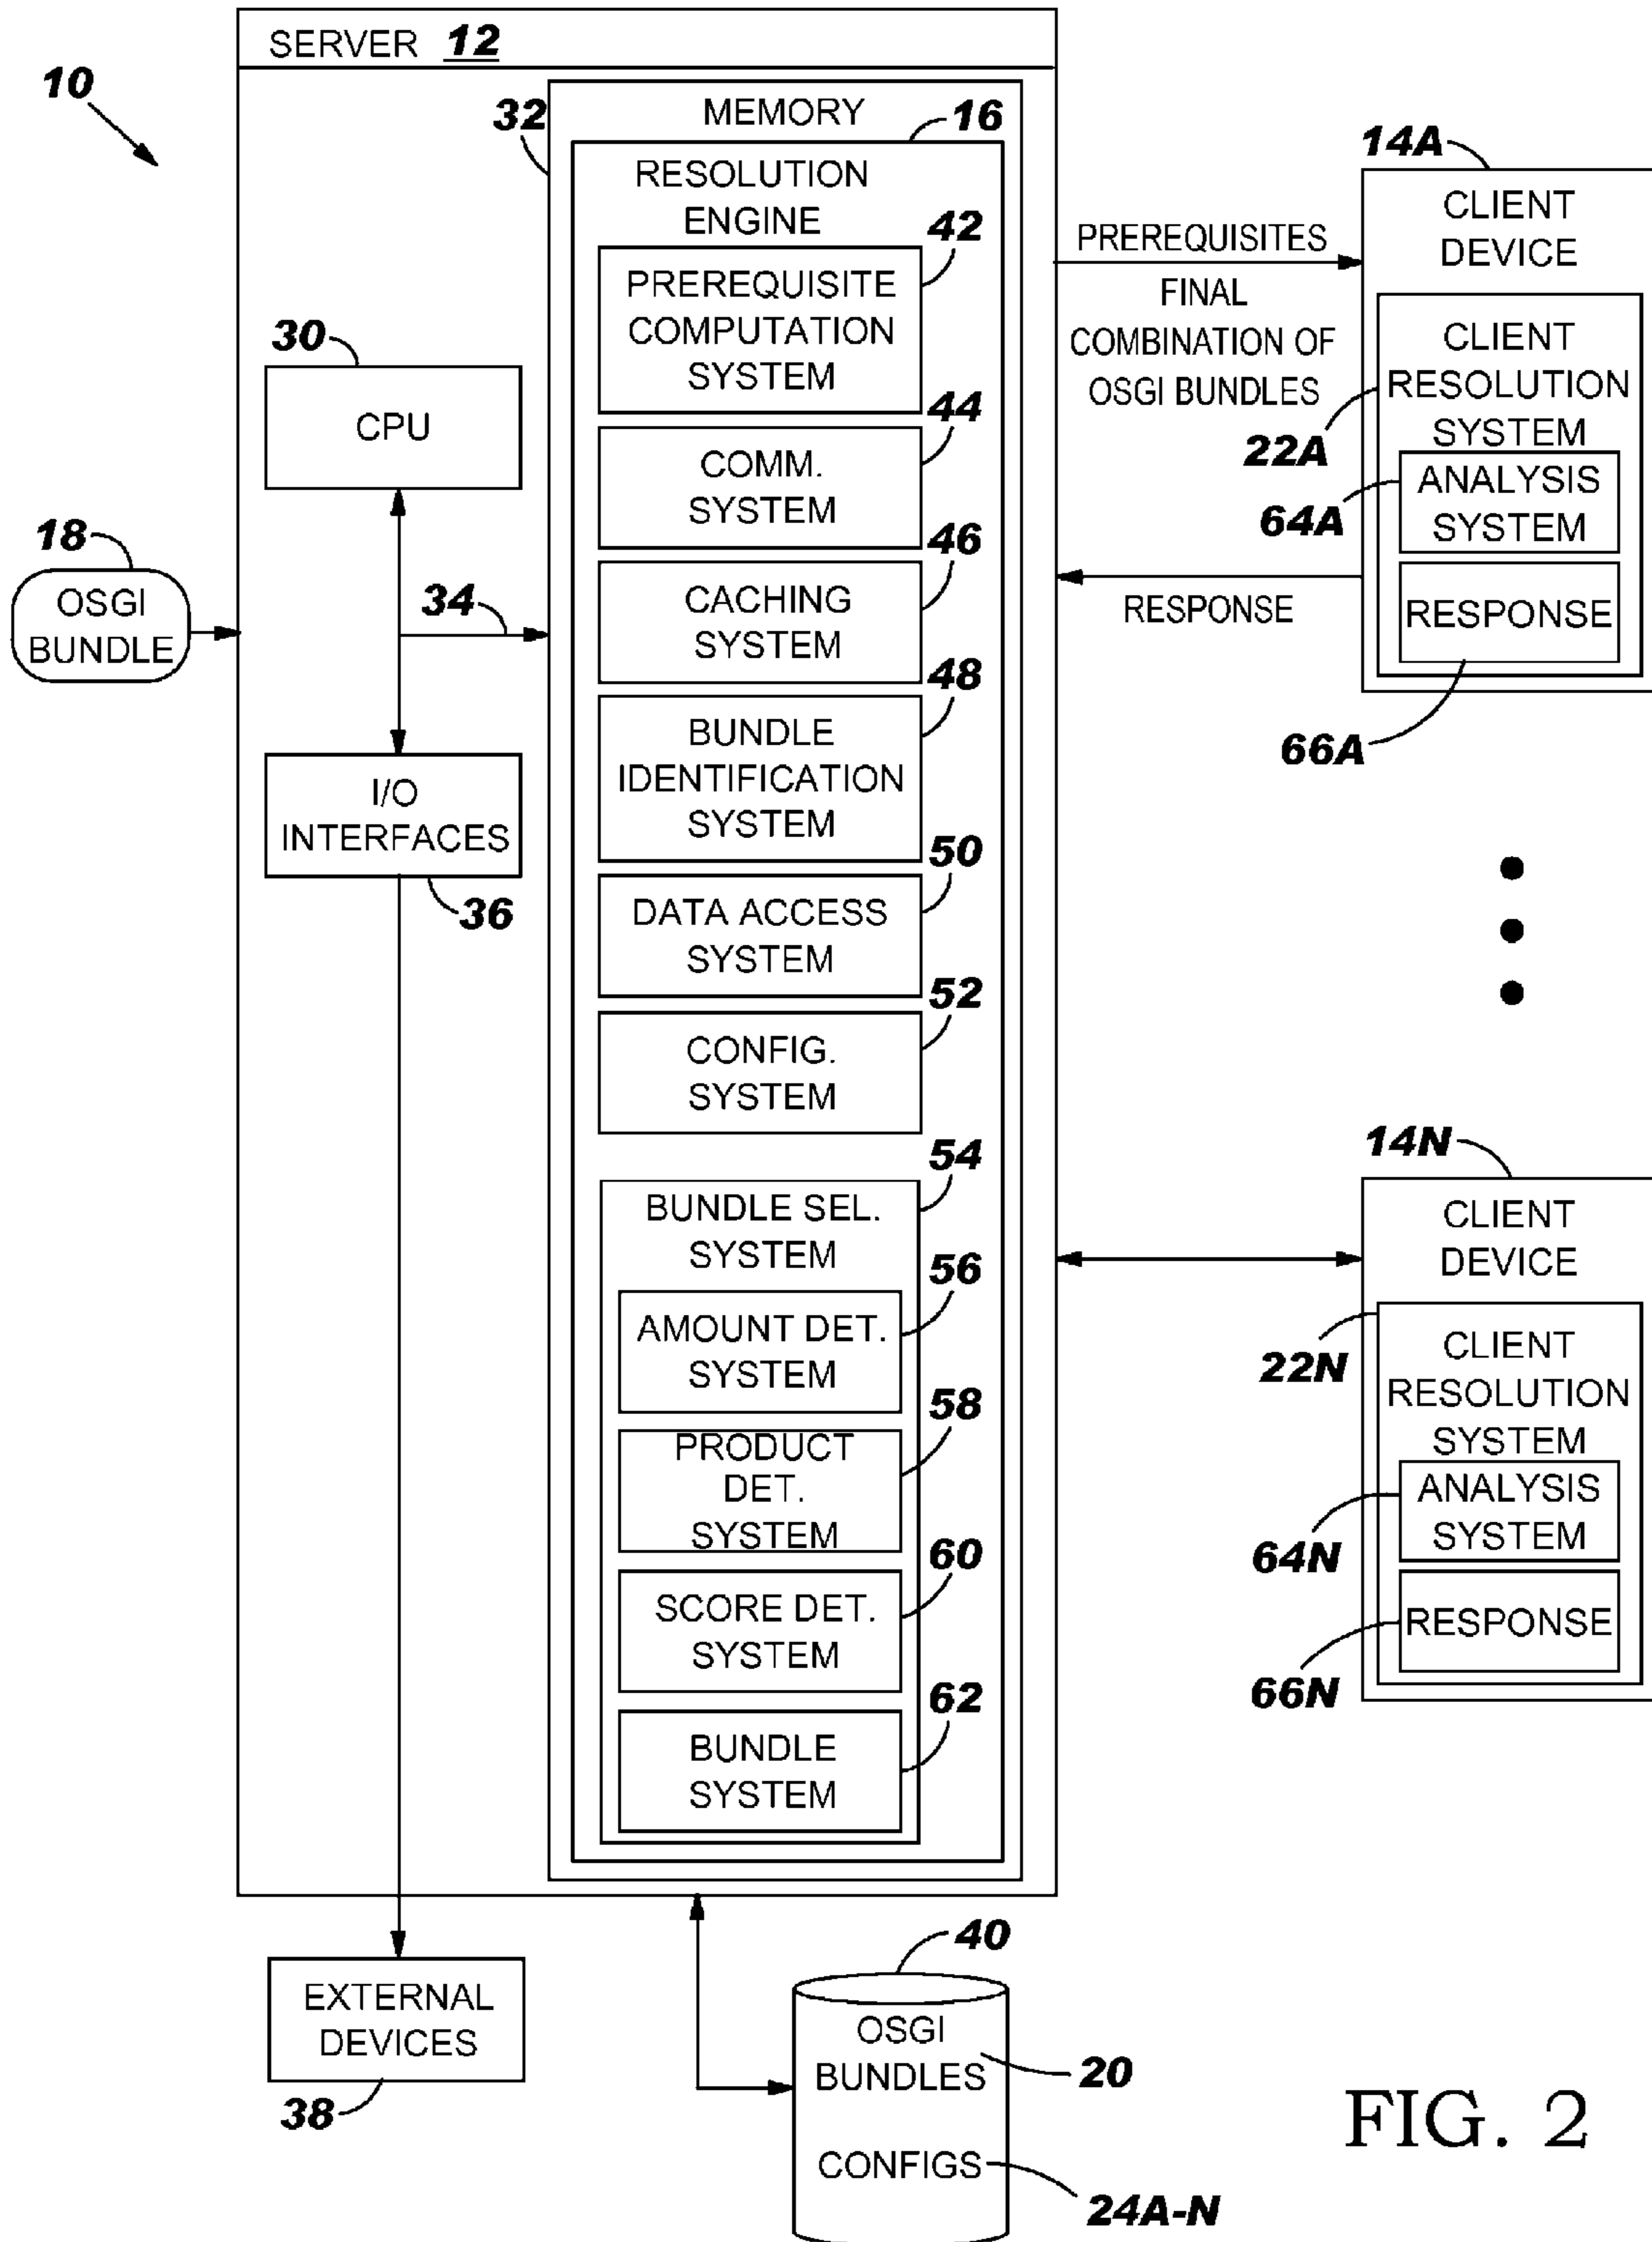 SERVER 12
10
32
MEMORY
16
RESOLUTION
ENGINE
42
PREREQUISITE
COMPUTATION
SYSTEM
44
COMM.
SYSTEM
46
CACHING
SYSTEM
48
BUNDLE
IDENTIFICATION
SYSTEM
50
DATA ACCESS
SYSTEM
52
CONFIG.
SYSTEM
54
BUNDLE SEL.
SYSTEM
56
AMOUNT DET.
SYSTEM
58
PRODUCT
DET.
SYSTEM
60
SCORE DET.
SYSTEM
62
BUNDLE
SYSTEM
30
CPU
18
OSGI
BUNDLE
34
I/O
INTERFACES
36
EXTERNAL
DEVICES
38
40
OSGI
BUNDLES
20
CONFIGS
24A-N
PREREQUISITES
FINAL
COMBINATION OF
OSGI BUNDLES
RESPONSE
14A
CLIENT
DEVICE
CLIENT
RESOLUTION
SYSTEM
22A
ANALYSIS
SYSTEM
64A
RESPONSE
66A
14N
CLIENT
DEVICE
CLIENT
RESOLUTION
SYSTEM
22N
ANALYSIS
SYSTEM
64N
RESPONSE
66N
FIG. 2